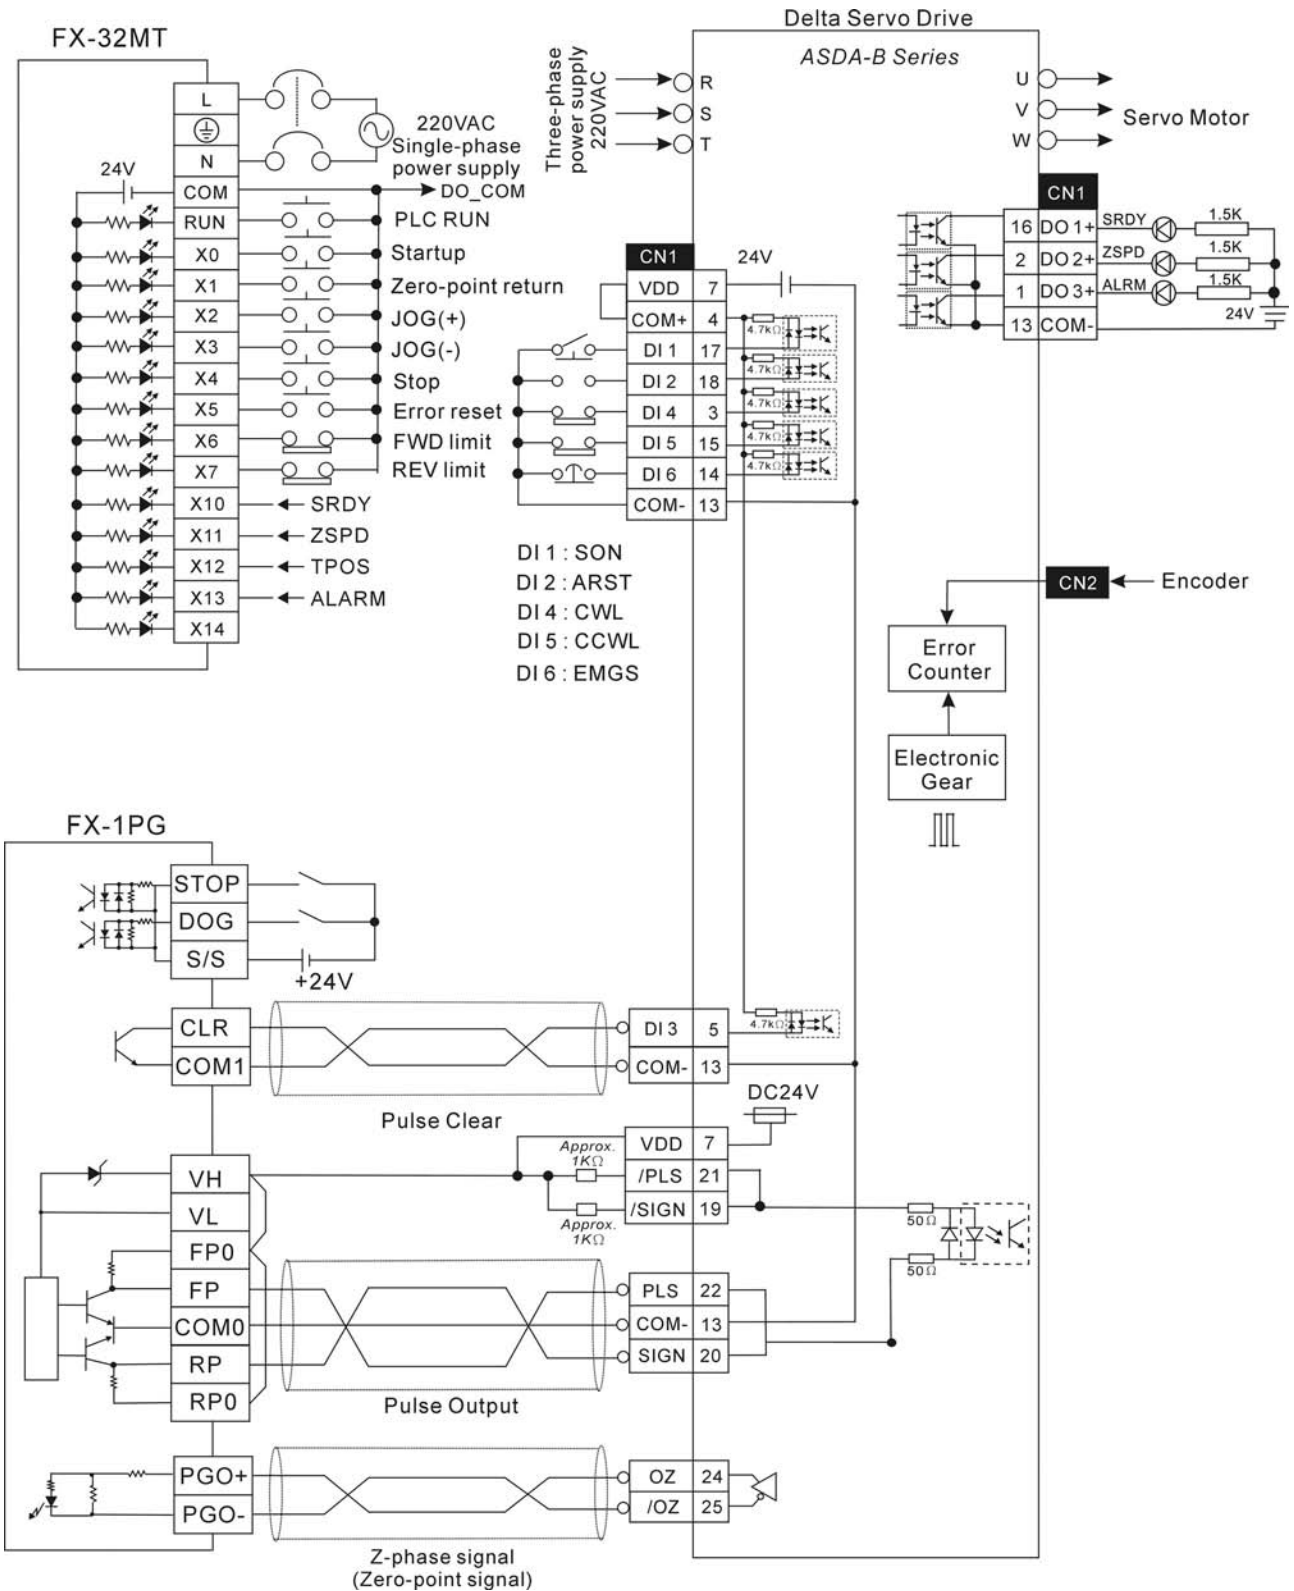 Delta Servo Drive
ASDA-B Series
FX-32MT
L
N
220VAC
Single-phase
power supply
24V
COM
DO_COM
RUN
PLC RUN
X0
Startup
X1
Zero-point return
X2
JOG(+)
X3
JOG(-)
X4
Stop
X5
Error reset
X6
FWD limit
X7
REV limit
X10
SRDY
X11
ZSPD
X12
TPOS
X13
ALARM
X14
Three-phase
power supply
220VAC
R
S
T
U
V
W
Servo Motor
CN1
16 DO1+ SRDY 1.5K
2 DO2+ ZSPD 1.5K
1 DO3+ ALRM 1.5K
13 COM- 24V
CN1
24V
VDD 7
COM+ 4
4.7kΩ
DI 1 17
4.7kΩ
DI 2 18
4.7kΩ
DI 4 3
4.7kΩ
DI 5 15
4.7kΩ
DI 6 14
COM- 13
DI 1 : SON
DI 2 : ARST
DI 4 : CWL
DI 5 : CCWL
DI 6 : EMGS
CN2
Encoder
Error
Counter
Electronic
Gear
FX-1PG
STOP
DOG
S/S
+24V
CLR
COM1
Pulse Clear
DI 3 5
4.7kΩ
COM- 13
DC24V
VDD 7
Approx.
1KΩ
/PLS 21
/SIGN 19
Approx.
1KΩ
50Ω
50Ω
VH
VL
FP0
FP
COM0
RP
RP0
Pulse Output
PLS 22
COM- 13
SIGN 20
PGO+
PGO-
OZ 24
/OZ 25
Z-phase signal
(Zero-point signal)